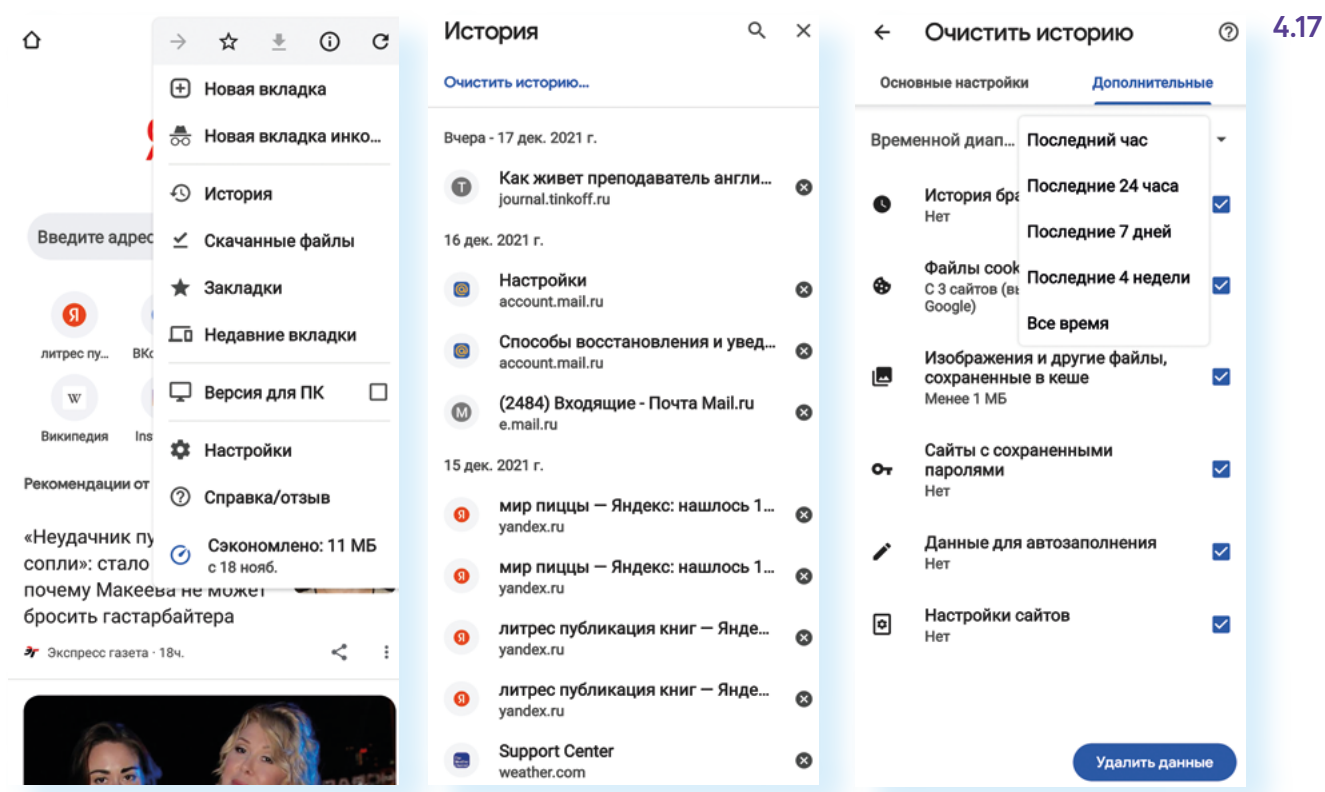 4.17
Новая вкладка
Новая вкладка инко...
История
Скачанные файлы
Закладки
Недавние вкладки
Версия для ПК
Настройки
Справка/отзыв
Сэкономлено: 11 МБ
с 18 нояб.
Я
Введите адрес
Я
литрес пу...
ВКо
W
Википедия
Ins
Рекомендации от
«Неудачник пу
сопли»: стало
почему Макеева не может
бросить гастарбайтера
ЭГ Экспресс газета · 18ч.
История
Очистить историю...
Вчера - 17 дек. 2021 г.
T
Как живет преподаватель англи...
journal.tinkoff.ru
16 дек. 2021 г.
@
Настройки
account.mail.ru
@
Способы восстановления и увед...
account.mail.ru
M
(2484) Входящие - Почта Mail.ru
e.mail.ru
15 дек. 2021 г.
Я
мир пиццы — Яндекс: нашлось 1...
yandex.ru
Я
мир пиццы — Яндекс: нашлось 1...
yandex.ru
Я
литрес публикация книг — Янде...
yandex.ru
Я
литрес публикация книг — Янде...
yandex.ru
Support Center
weather.com
Очистить историю
Основные настройки
Дополнительные
Временной диап...
Последний час
Последние 24 часа
Последние 7 дней
Последние 4 недели
Все время
История бра
Нет
Файлы cook
С 3 сайтов (вы
Google)
Изображения и другие файлы,
сохраненные в кеше
Менее 1 МБ
Сайты с сохраненными
паролями
Нет
Данные для автозаполнения
Нет
Настройки сайтов
Нет
Удалить данные